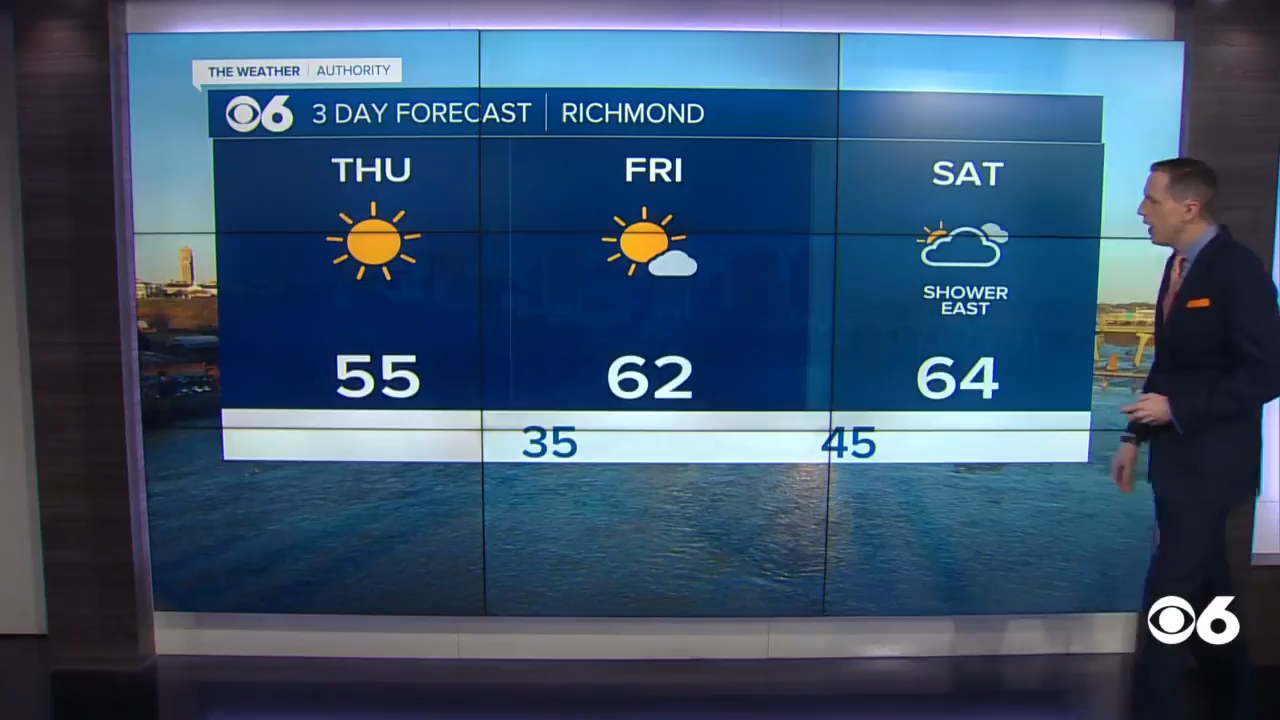 THE WEATHER | AUTHORITY
6 3 DAY FORECAST | RICHMOND
THU FRI SAT
SHOWER
EAST
55 62 64
35 45
6